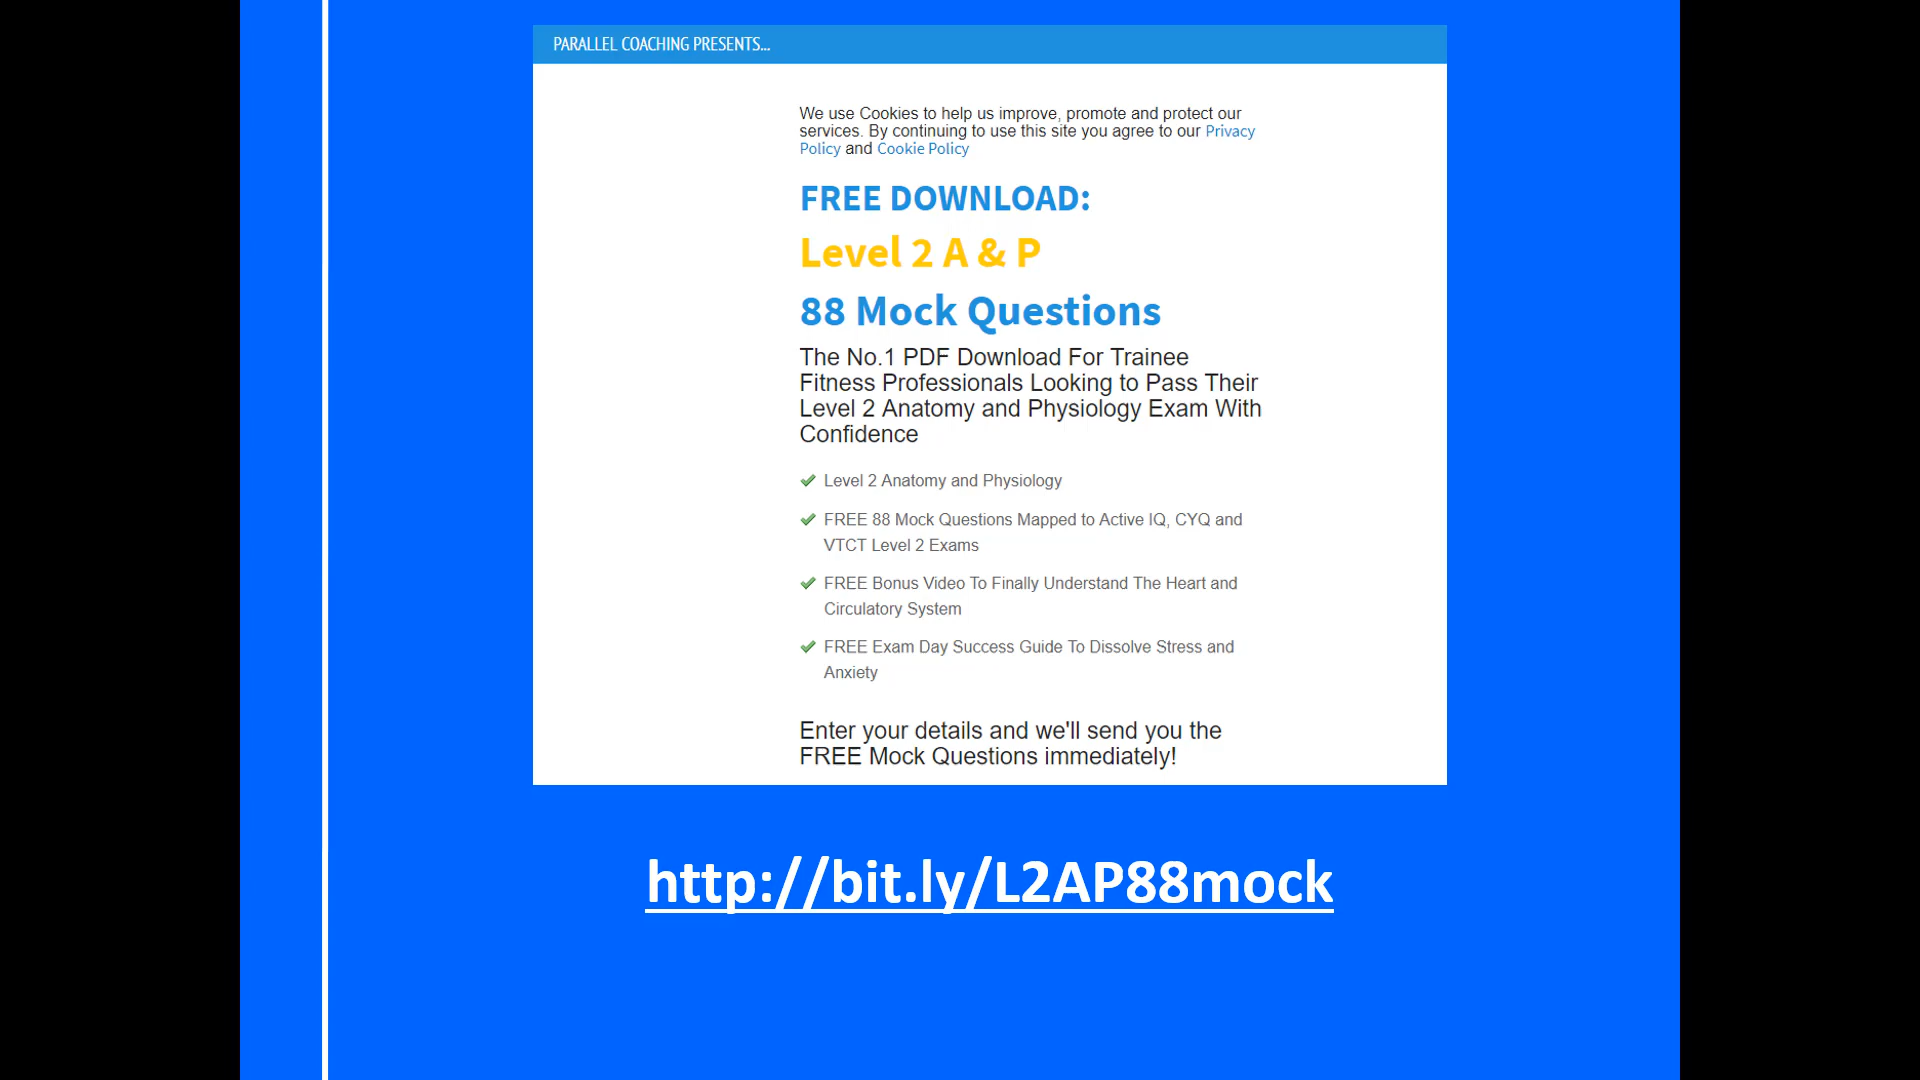 PARALLEL COACHING PRESENTS...
We use Cookies to help us improve, promote and protect our
services. By continuing to use this site you agree to our Privacy
Policy and Cookie Policy
FREE DOWNLOAD:
Level 2 A & P
88 Mock Questions
The No.1 PDF Download For Trainee
Fitness Professionals Looking to Pass Their
Level 2 Anatomy and Physiology Exam With
Confidence
Level 2 Anatomy and Physiology
FREE 88 Mock Questions Mapped to Active IQ, CYQ and
VTCT Level 2 Exams
FREE Bonus Video To Finally Understand The Heart and
Circulatory System
FREE Exam Day Success Guide To Dissolve Stress and
Anxiety
Enter your details and we'll send you the
FREE Mock Questions immediately!
http://bit.ly/L2AP88mock